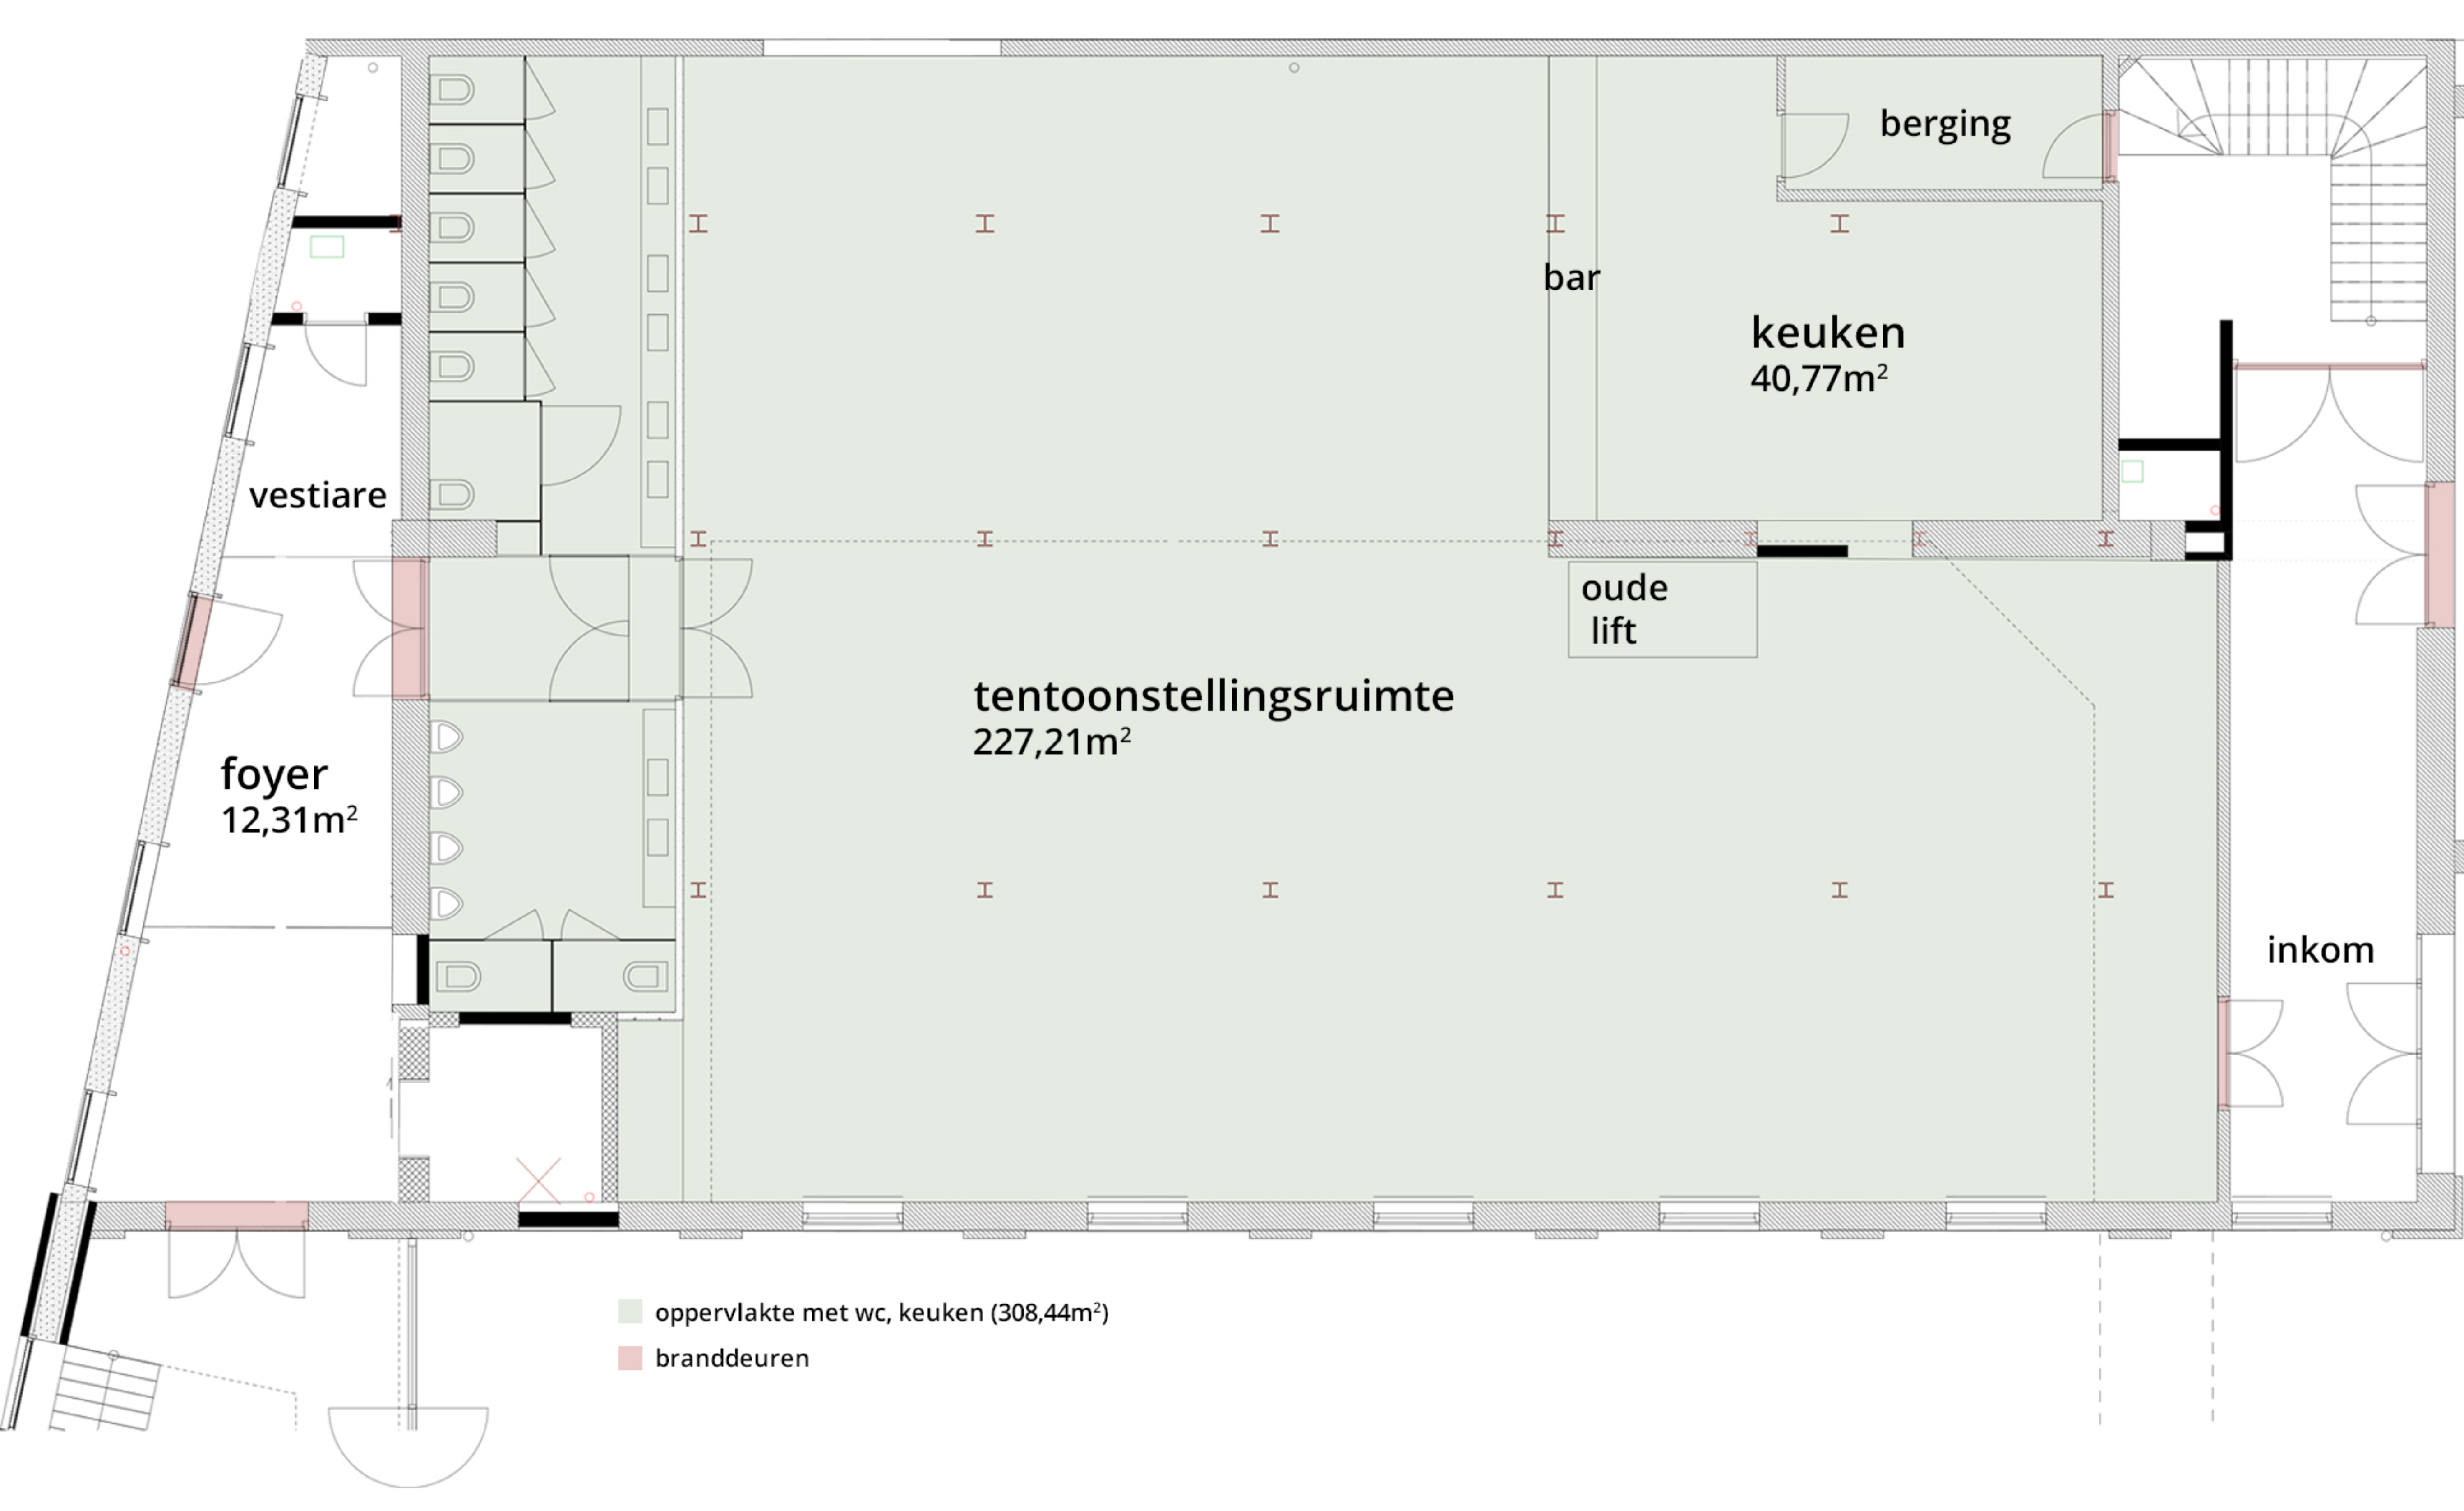 berging
bar
keuken
40,77m²
vestiare
oude
lift
tentoonstellingsruimte
227,21m²
foyer
12,31m²
inkom
oppervlakte met wc, keuken (308,44m²)
branddeuren